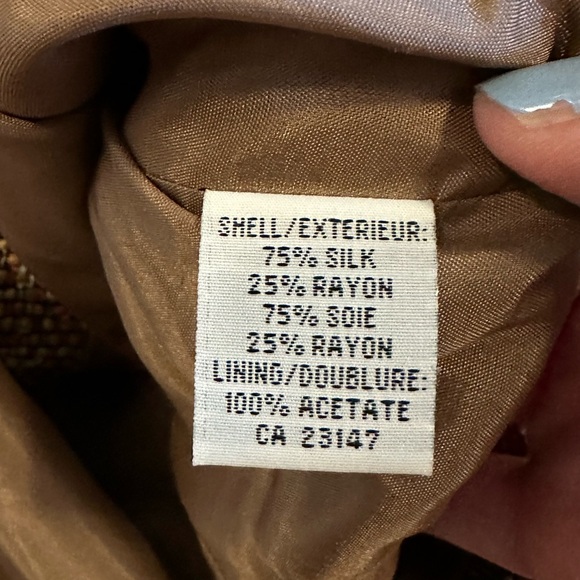 SHELL/EXTERIEUR:
75% SILK
25% RAYON
75% SOIE
25% RAYON
LINING/DOUBLURE:
100% ACETATE
CA 23147